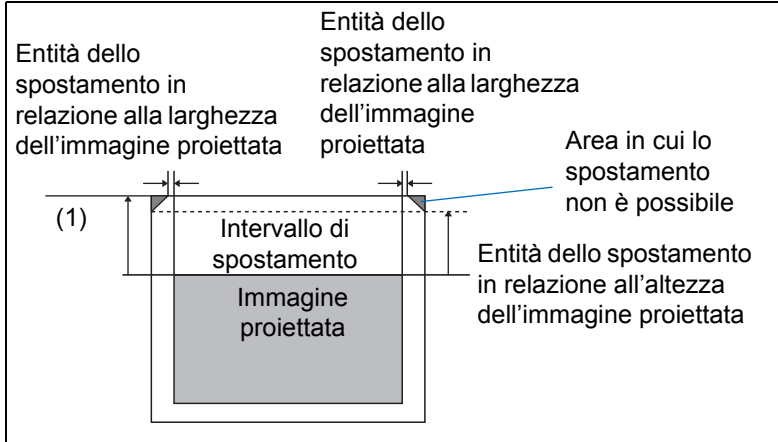 Entità dello
spostamento in
relazione alla larghezza
dell’immagine proiettata
Entità dello
spostamento in
relazione alla larghezza
dell’immagine
proiettata
Area in cui lo
spostamento
non è possibile
(1)
Intervallo di
spostamento
Entità dello spostamento
in relazione all’altezza
dell’immagine proiettata
Immagine
proiettata